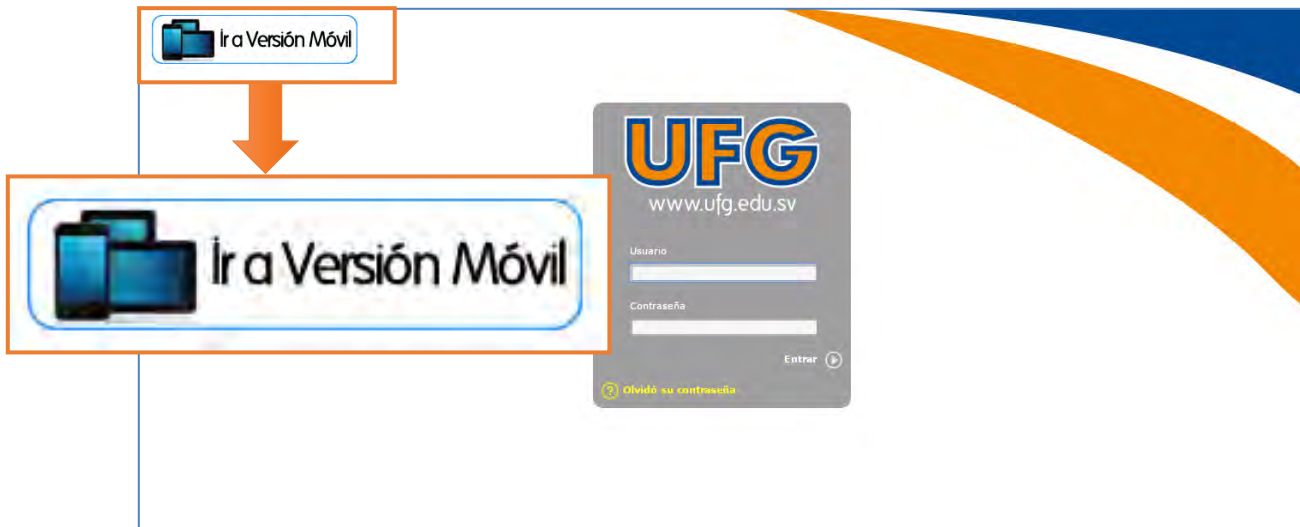 Ir a Versión Móvil
UFG
www.ufg.edu.sv
Ir a Versión Móvil
Usuario
Contraseña
Entrar
? Olvidó su contraseña